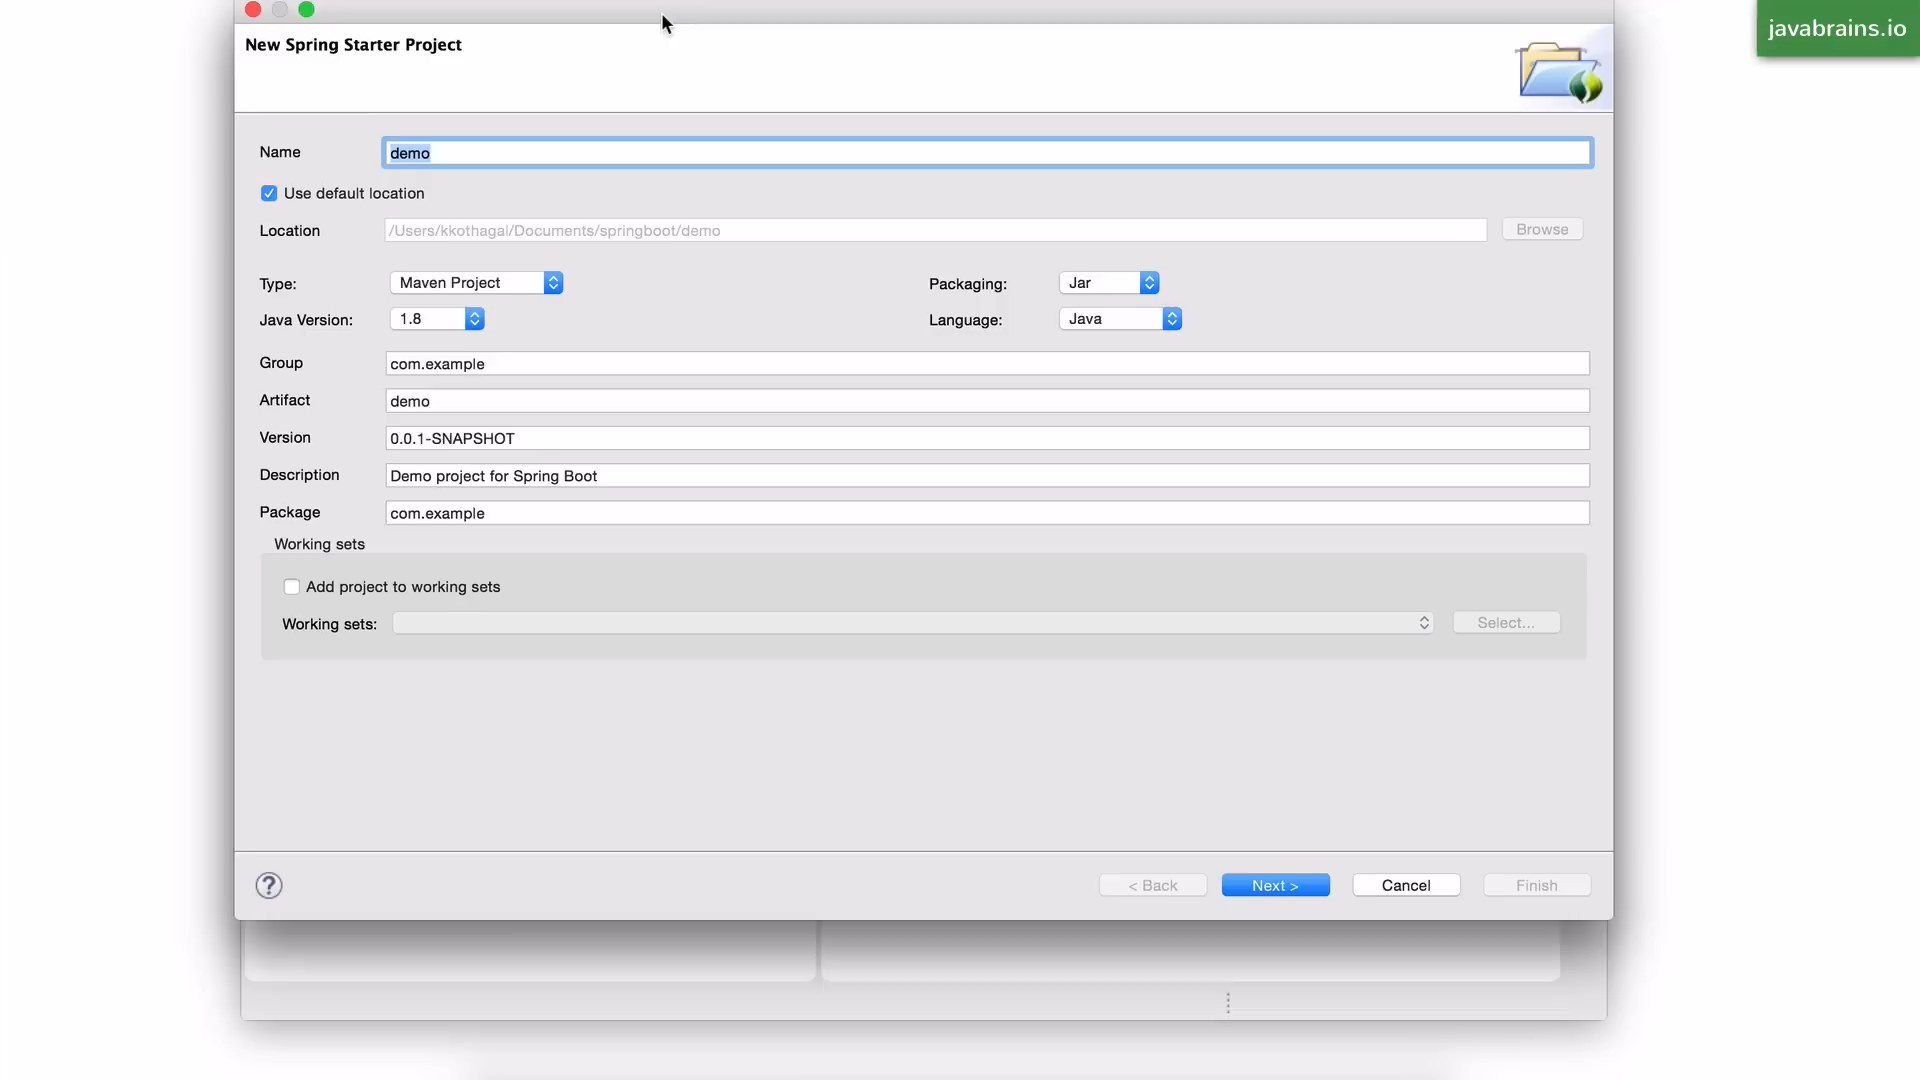 javabrains.io
New Spring Starter Project
Name demo
Use default location
Location /Users/kkothagal/Documents/springboot/demo Browse
Type: Maven Project Packaging: Jar
Java Version: 1.8 Language: Java
Group com.example
Artifact demo
Version 0.0.1-SNAPSHOT
Description Demo project for Spring Boot
Package com.example
Working sets
Add project to working sets
Working sets: Select...
? < Back Next > Cancel Finish